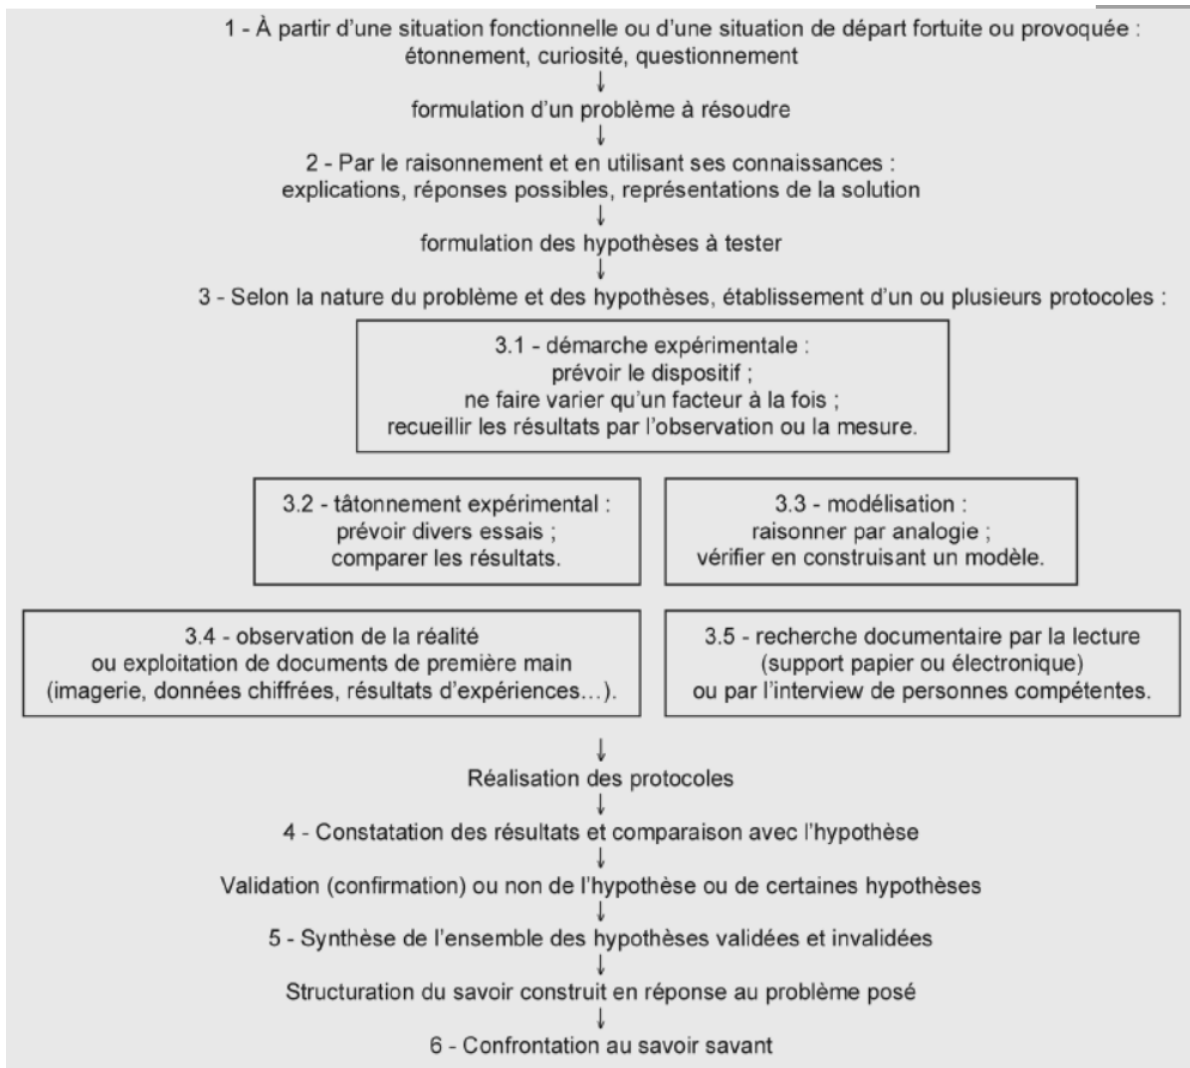 1 - À partir d'une situation fonctionnelle ou d'une situation de départ fortuite ou provoquée :
étonnement, curiosité, questionnement
↓
formulation d'un problème à résoudre
↓
2 - Par le raisonnement et en utilisant ses connaissances :
explications, réponses possibles, représentations de la solution
↓
formulation des hypothèses à tester
↓
3 - Selon la nature du problème et des hypothèses, établissement d'un ou plusieurs protocoles :
3.1 - démarche expérimentale :
prévoir le dispositif ;
ne faire varier qu'un facteur à la fois ;
recueillir les résultats par l'observation ou la mesure.
3.2 - tâtonnement expérimental :
prévoir divers essais ;
comparer les résultats.
3.3 - modélisation :
raisonner par analogie ;
vérifier en construisant un modèle.
3.4 - observation de la réalité
ou exploitation de documents de première main
(imagerie, données chiffrées, résultats d'expériences…).
3.5 - recherche documentaire par la lecture
(support papier ou électronique)
ou par l'interview de personnes compétentes.
↓
Réalisation des protocoles
↓
4 - Constatation des résultats et comparaison avec l'hypothèse
↓
Validation (confirmation) ou non de l'hypothèse ou de certaines hypothèses
↓
5 - Synthèse de l'ensemble des hypothèses validées et invalidées
↓
Structuration du savoir construit en réponse au problème posé
↓
6 - Confrontation au savoir savant